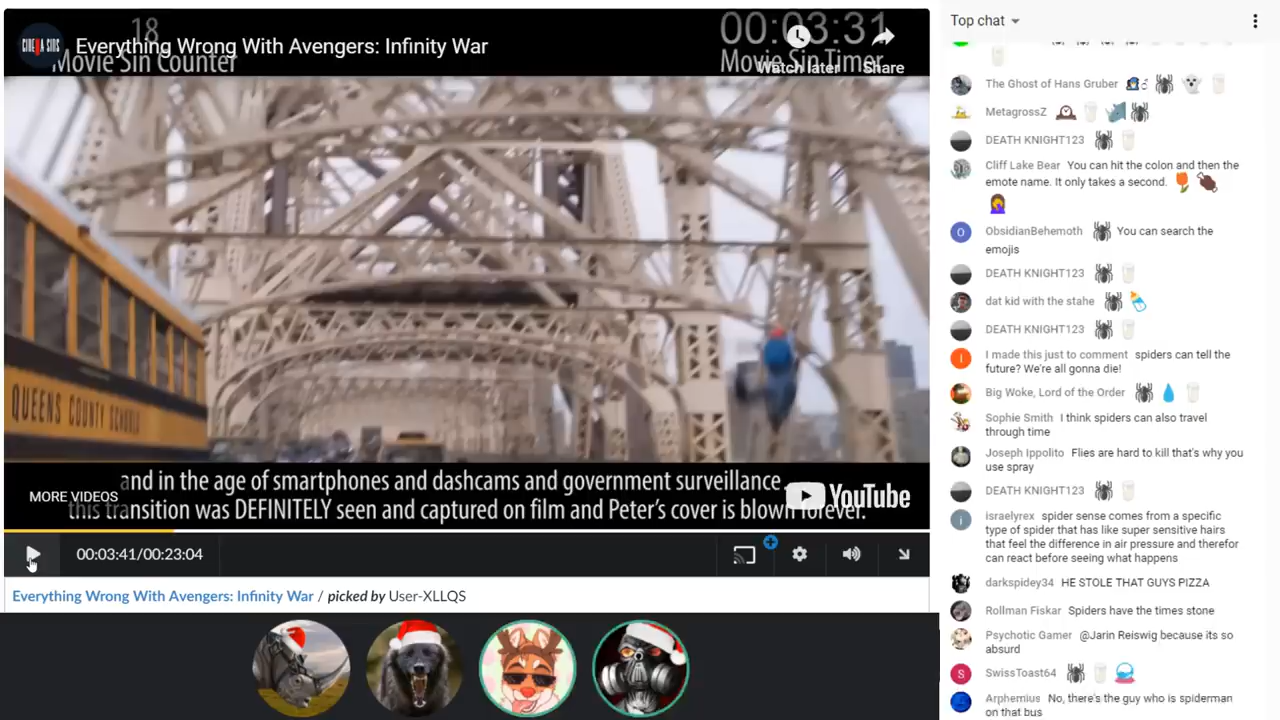 18
00:03:31
CINEMA SINS
Everything Wrong With Avengers: Infinity War
Movie Sin Counter
Movie Sin Timer
Watch later
Share
QUEENS COUNTY SCHOOLS
and in the age of smartphones and dashcams and government surveillance,
this transition was DEFINITELY seen and captured on film and Peter's cover is blown forever.
MORE VIDEOS
YouTube
00:03:41/00:23:04
Everything Wrong With Avengers: Infinity War / picked by User-XLLQS
Top chat
The Ghost of Hans Gruber
MetagrossZ
DEATH KNIGHT123
Cliff Lake Bear You can hit the colon and then the
emote name. It only takes a second.
ObsidianBehemoth You can search the
emojis
DEATH KNIGHT123
dat kid with the stahe
DEATH KNIGHT123
I made this just to comment spiders can tell the
future? We're all gonna die!
Big Woke, Lord of the Order
Sophie Smith I think spiders can also travel
through time
Joseph Ippolito Flies are hard to kill that's why you
use spray
DEATH KNIGHT123
israelyrex spider sense comes from a specific
type of spider that has like super sensitive hairs
that feel the difference in air pressure and therefor
can react before seeing what happens
darkspidey34 HE STOLE THAT GUYS PIZZA
Rollman Fiskar Spiders have the times stone
Psychotic Gamer @Jarin Reiswig because its so
absurd
SwissToast64
Arphemius No, there's the guy who is spiderman
on that bus